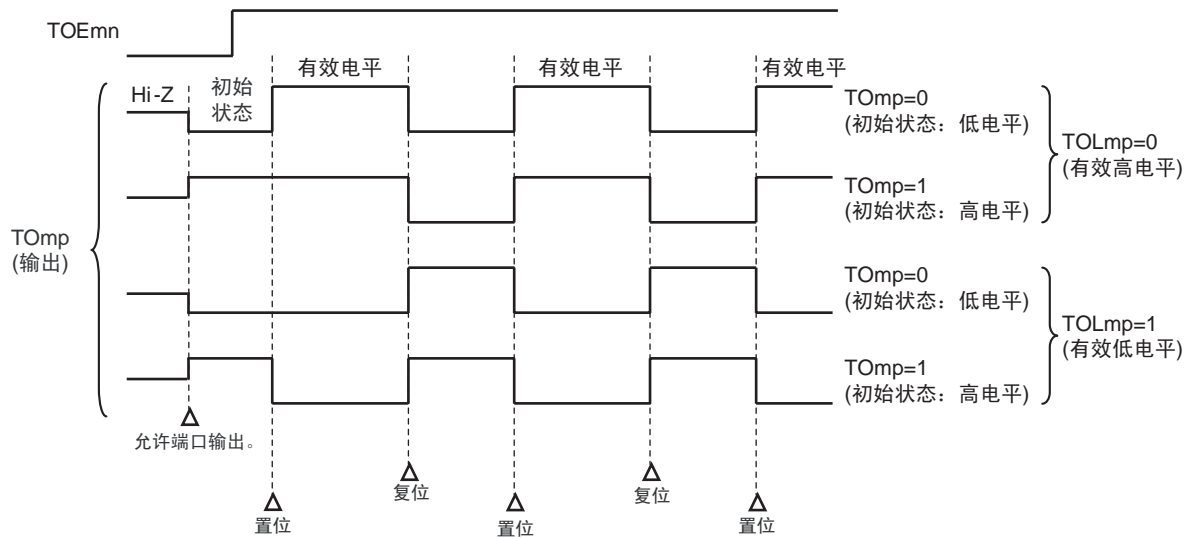 TOEmn
有效电平
有效电平
有效电平
Hi-Z
初始
状态
TOmp=0
(初始状态：低电平)
TOLmp=0
(有效高电平)
TOmp=1
(初始状态：高电平)
TOmp
(输出)
TOmp=0
(初始状态：低电平)
TOLmp=1
(有效低电平)
TOmp=1
(初始状态：高电平)
允许端口输出。
复位
复位
置位
置位
置位